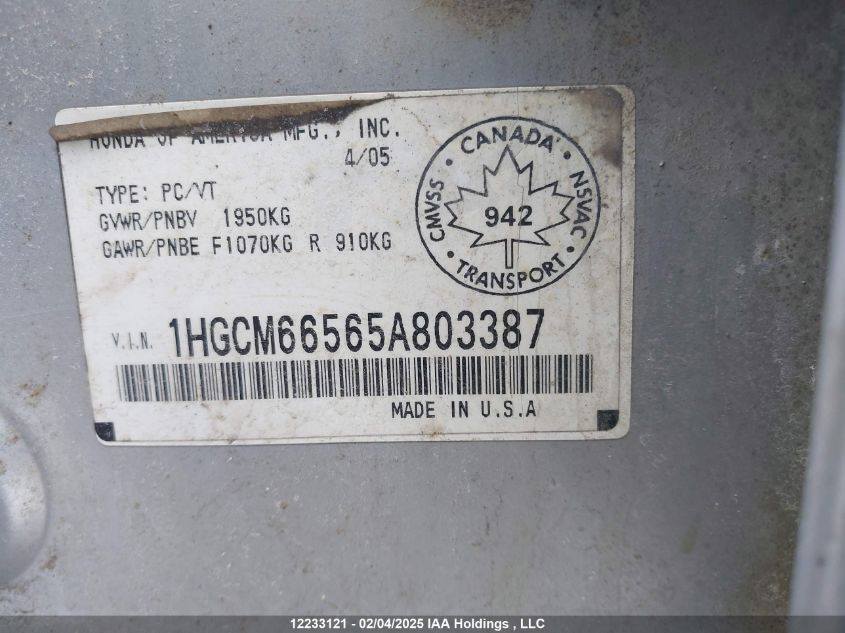 HONDA OF AMERICA MFG., INC.
4/05
TYPE: PC/VT
GVWR/PNBV 1950KG
GAWR/PNBE F1070KG R 910KG
CANADA
CMVSS · NSVAC
942
TRANSPORT
V.I.N. 1HGCM66565A803387
MADE IN U.S.A
12233121 - 02/04/2025 IAA Holdings , LLC